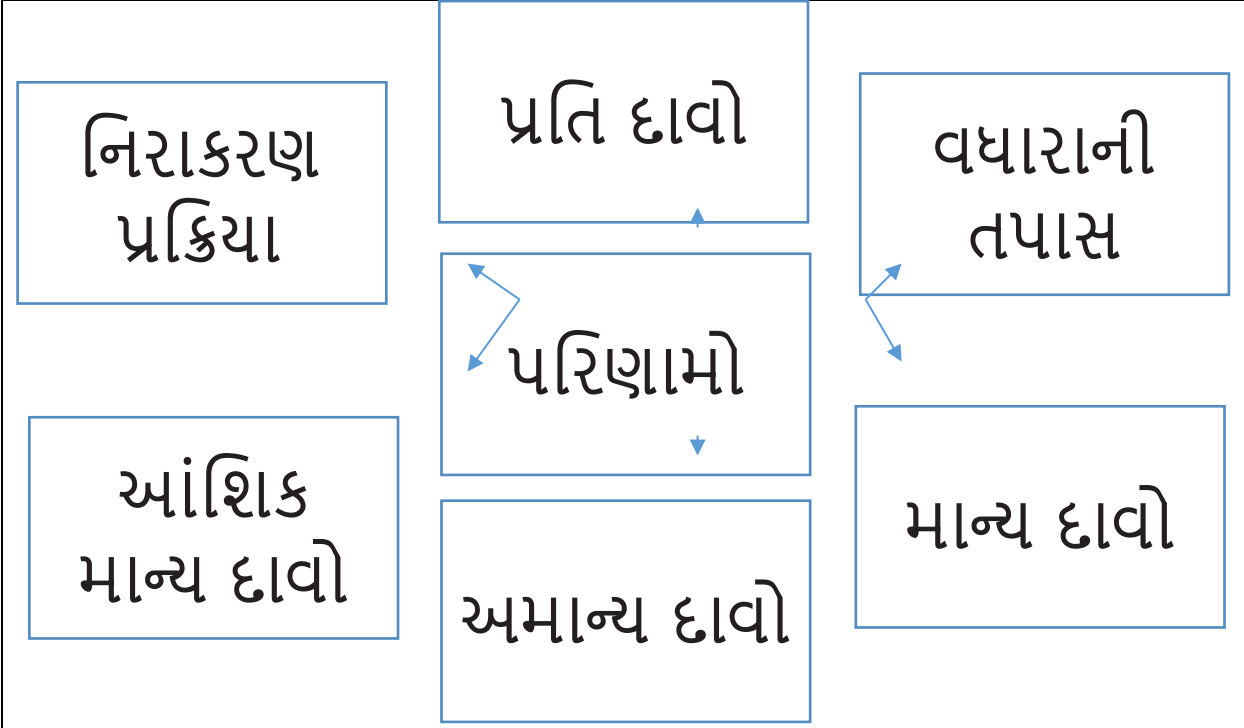 નિરાકરણ
પ્રક્રિયા
પ્રતિ દાવો
વધારાની
તપાસ
પરિણામો
આંશિક
માન્ય દાવો
અમાન્ય દાવો
માન્ય દાવો